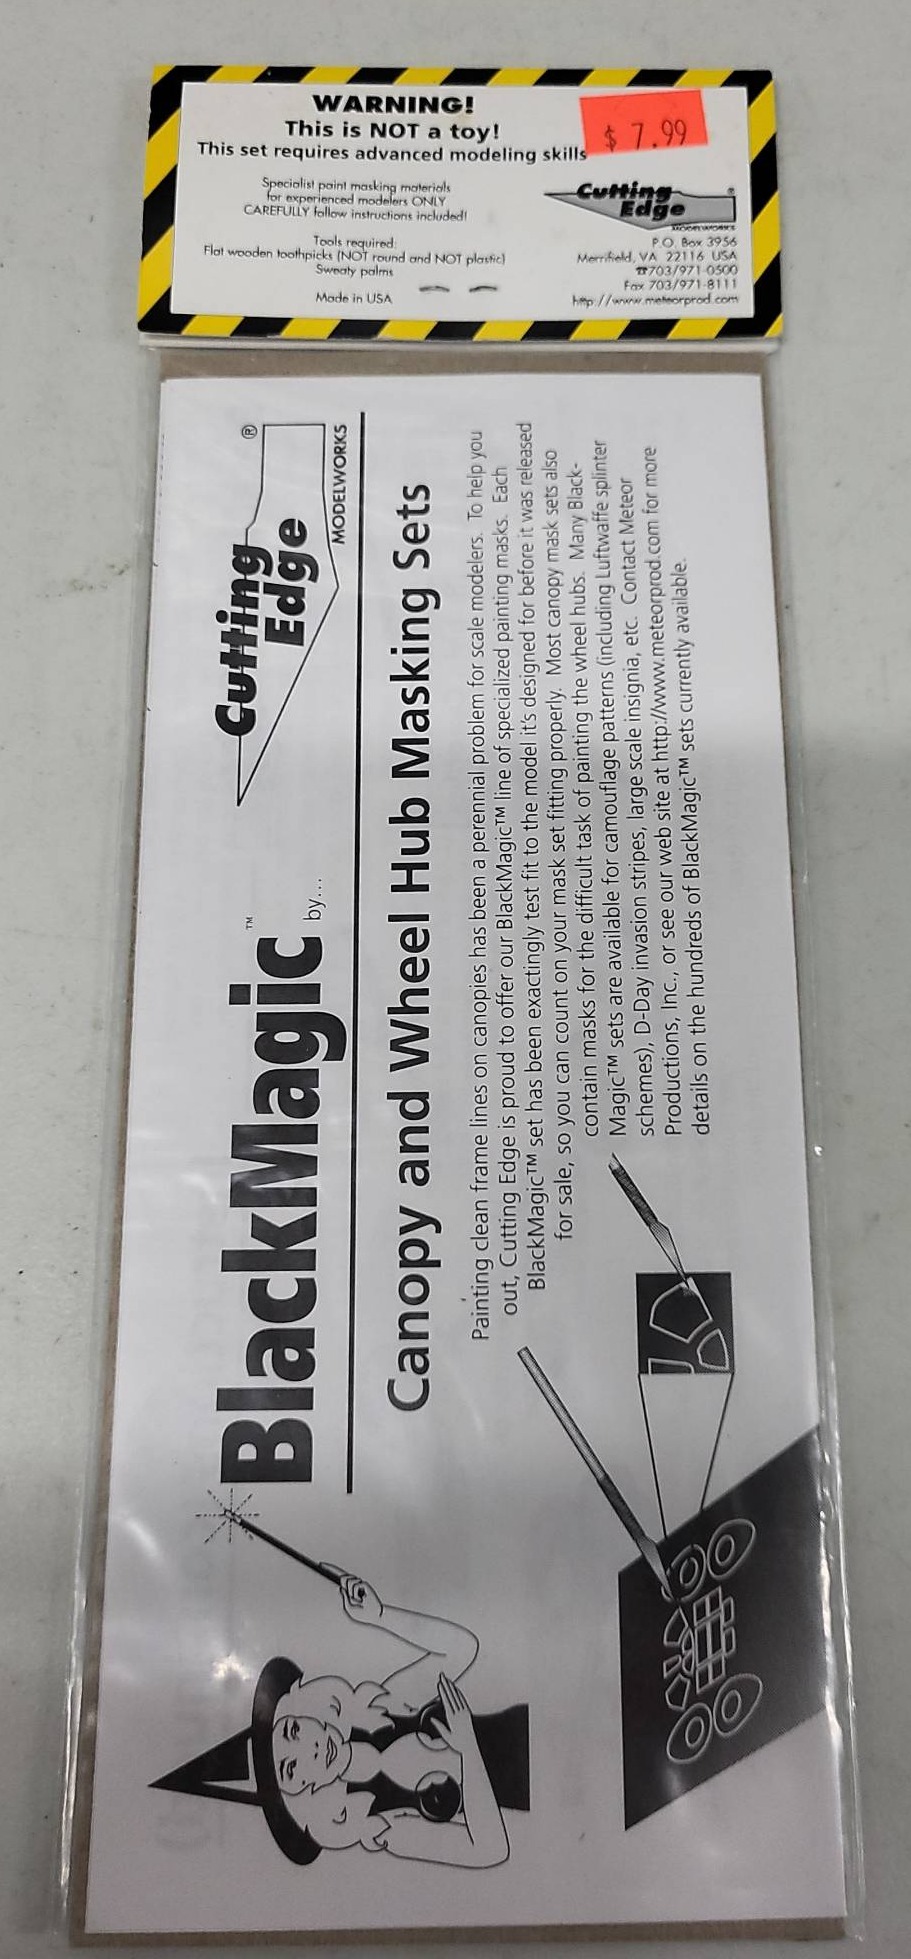 WARNING!
This is NOT a toy!
This set requires advanced modeling skills
$ 7.99
Specialist paint masking materials
for experienced modelers ONLY
CAREFULLY follow instructions included!
Tools required:
Flat wooden toothpicks (NOT round and NOT plastic)
Sweaty palms
Made in USA
Cutting
Edge
®
MODELWORKS
P.O. Box 3956
Merrifield, VA 22116 USA
☎703/971-0500
Fax 703/971-8111
http://www.meteorprod.com
BlackMagic™
by...
Cutting
Edge
®
MODELWORKS
Canopy and Wheel Hub Masking Sets
Painting clean frame lines on canopies has been a perennial problem for scale modelers. To help you
out, Cutting Edge is proud to offer our BlackMagic™ line of specialized painting masks. Each
BlackMagic™ set has been exactingly test fit to the model it's designed for before it was released
for sale, so you can count on your mask set fitting properly. Most canopy mask sets also
contain masks for the difficult task of painting the wheel hubs. Many Black-
Magic™ sets are available for camouflage patterns (including Luftwaffe splinter
schemes), D-Day invasion stripes, large scale insignia, etc. Contact Meteor
Productions, Inc., or see our web site at http://www.meteorprod.com for more
details on the hundreds of BlackMagic™ sets currently available.